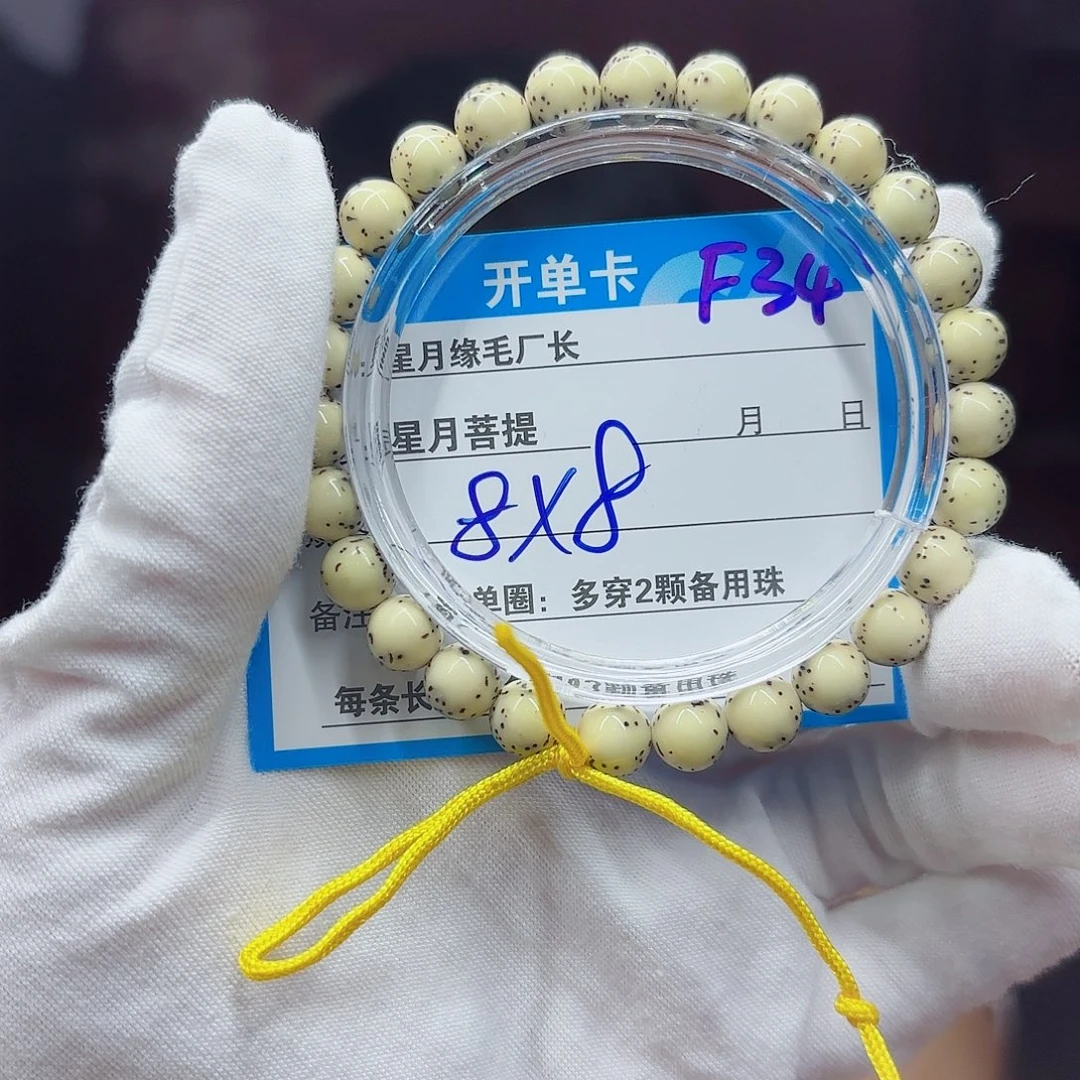 开单卡 F34
星月缘毛厂长
星月菩提 月 日
8X8
备注 单圈：多穿2颗备用珠
每条长